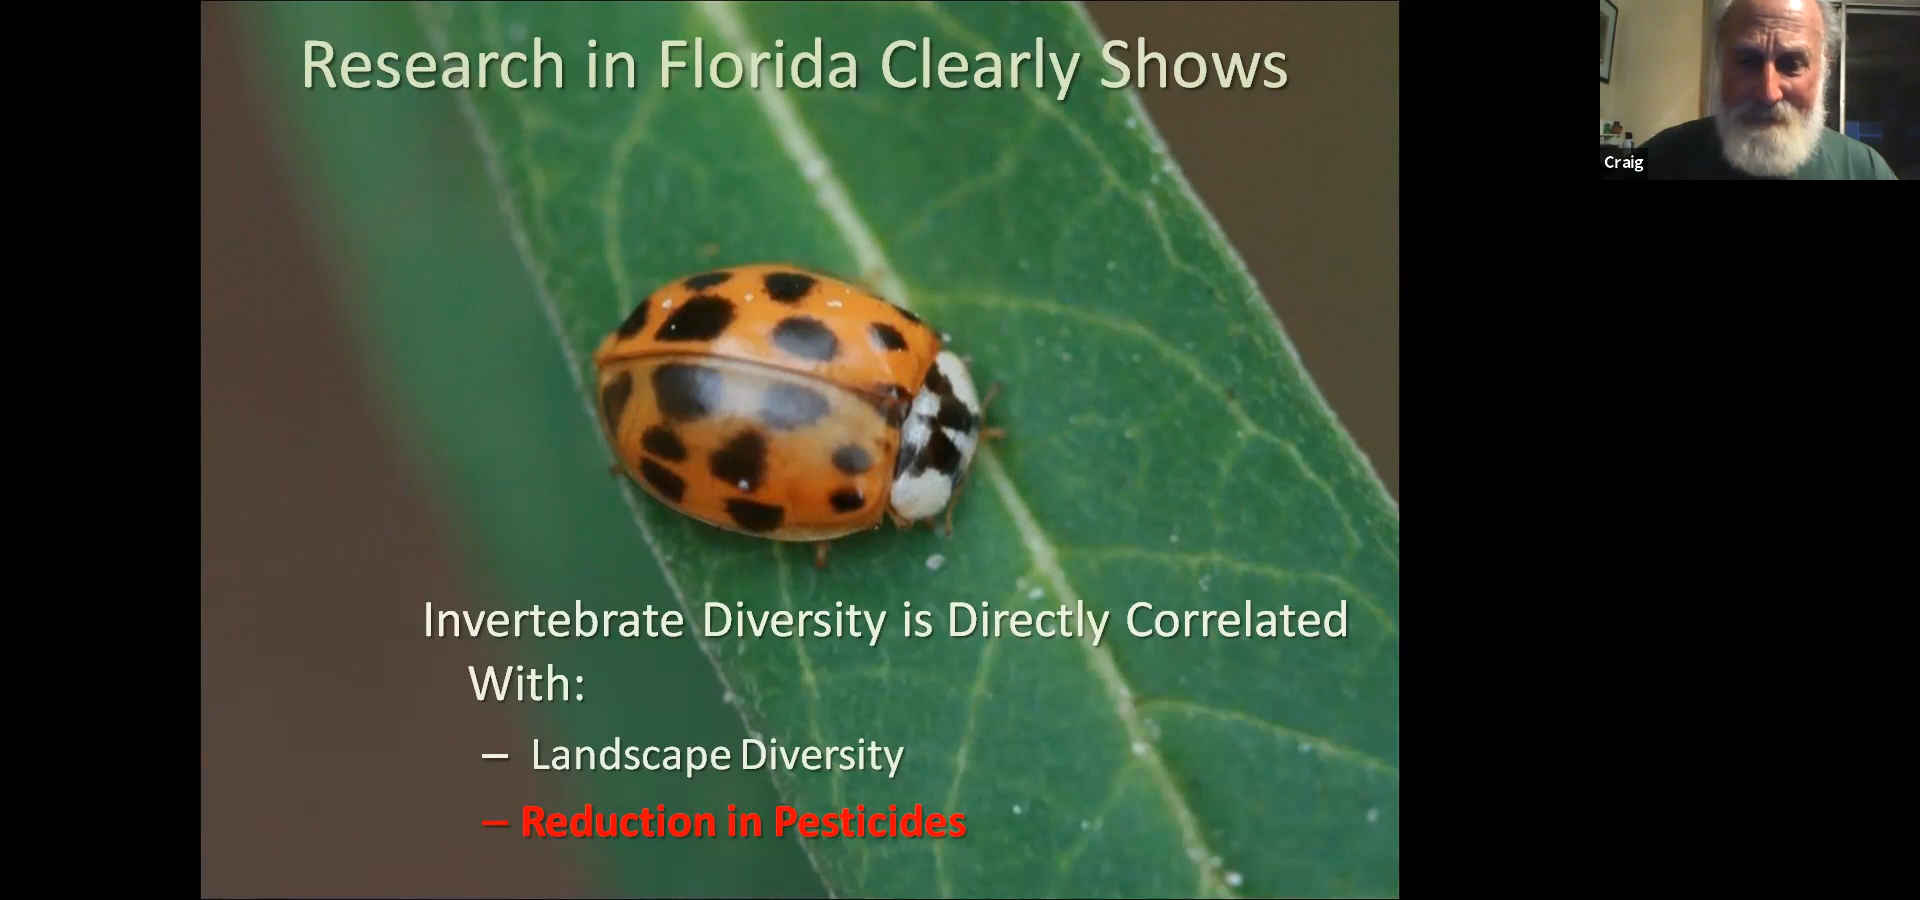 Research in Florida Clearly Shows
Craig
Invertebrate Diversity is Directly Correlated
With:
– Landscape Diversity
– Reduction in Pesticides